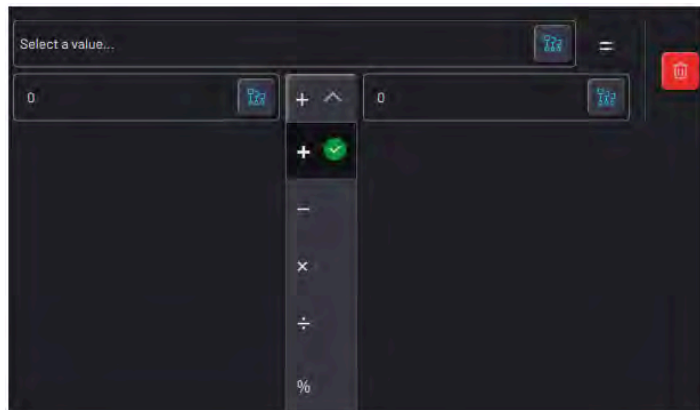 Select a value... =
0 + 0
+
−
×
÷
%